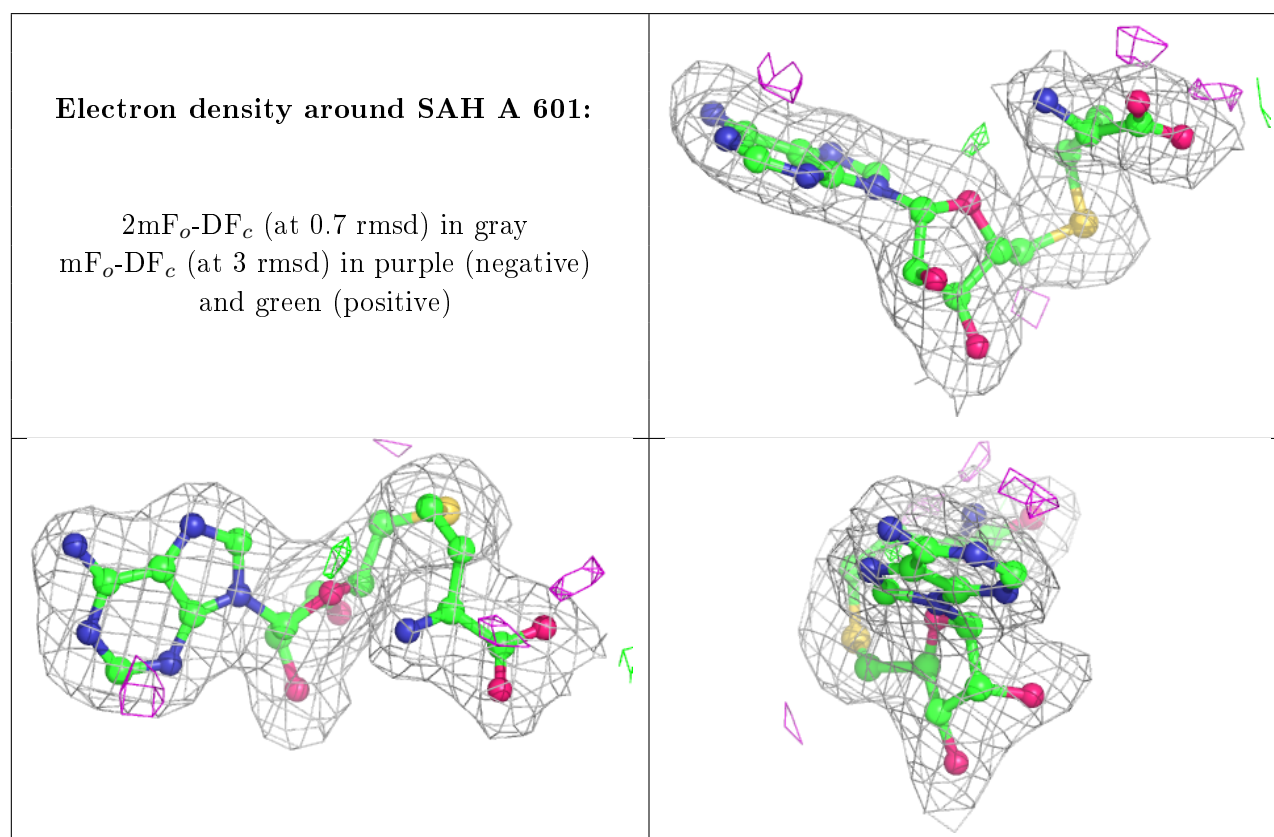 Electron density around SAH A 601:
2mFo-DFc (at 0.7 rmsd) in gray
mFo-DFc (at 3 rmsd) in purple (negative)
and green (positive)